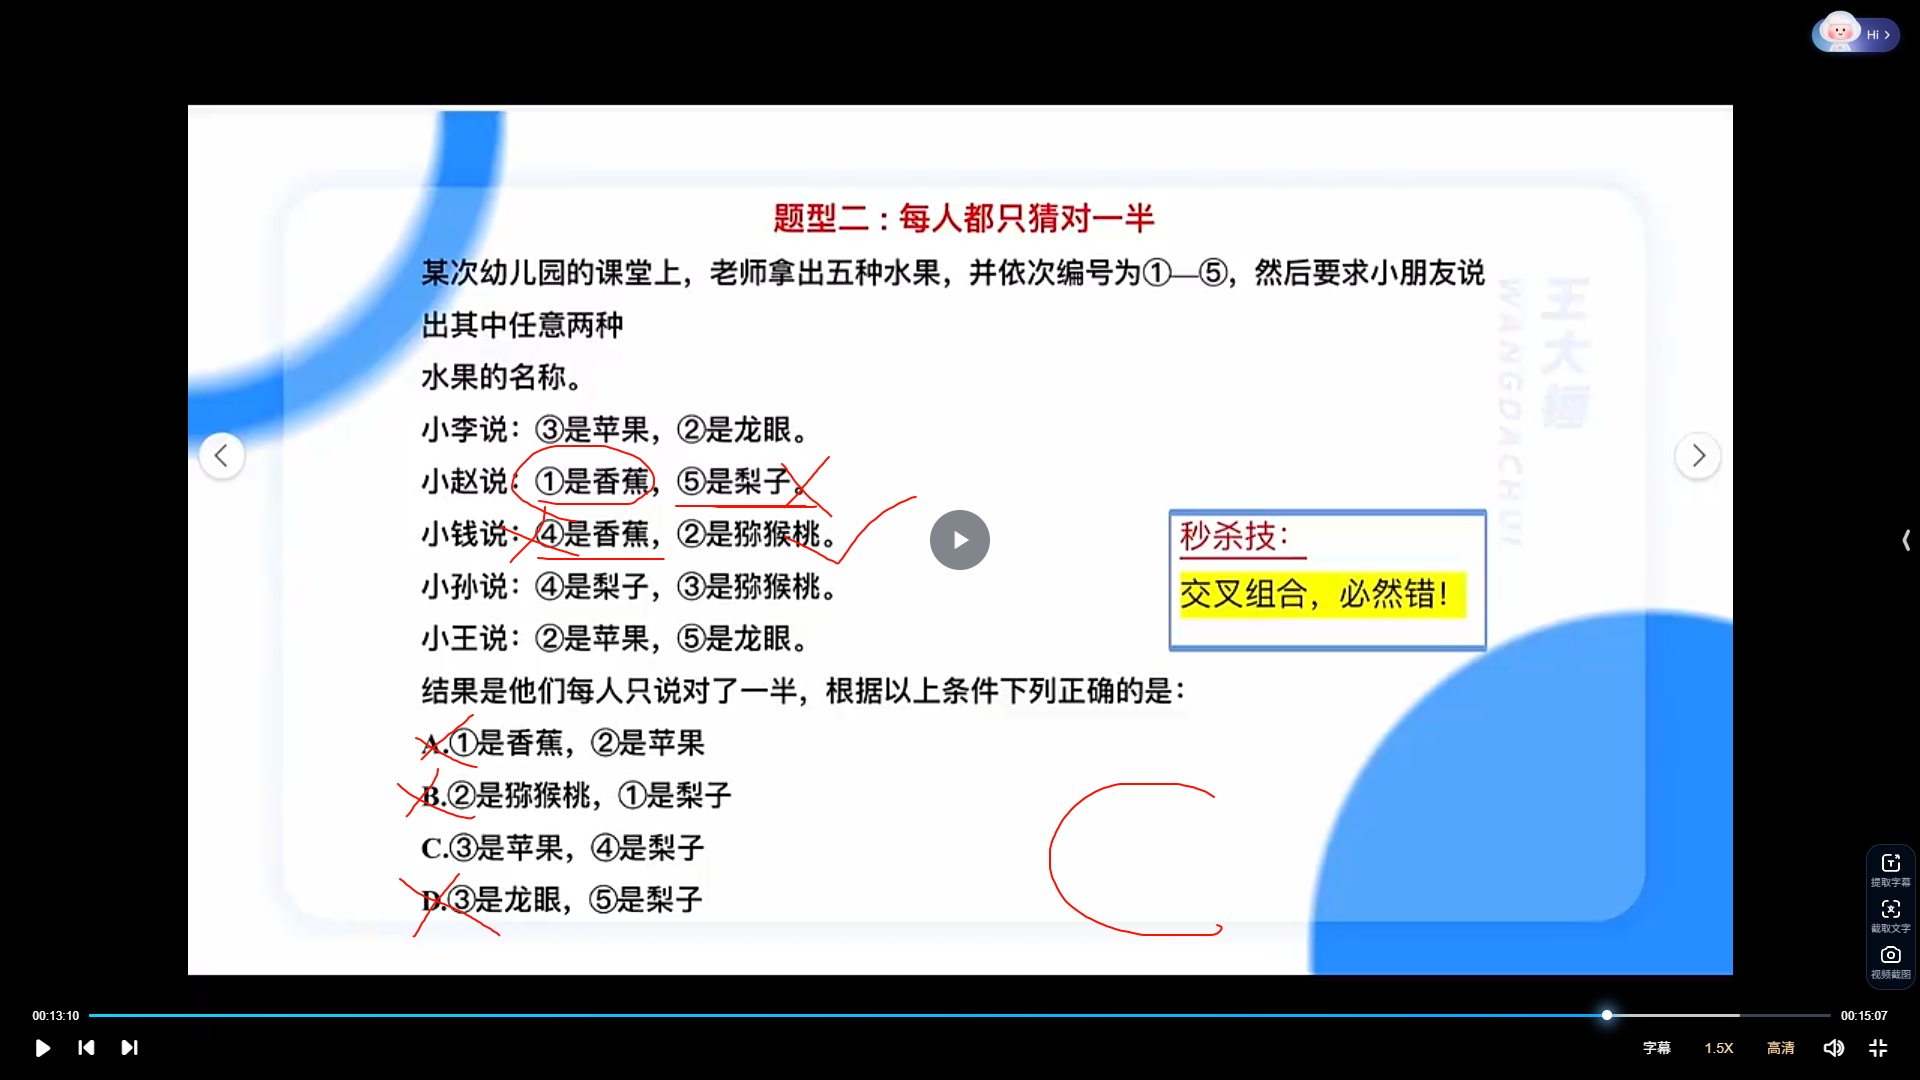 Hi
题型二：每人都只猜对一半
某次幼儿园的课堂上，老师拿出五种水果，并依次编号为①—⑤，然后要求小朋友说
出其中任意两种
水果的名称。
小李说：③是苹果，②是龙眼。
小赵说：①是香蕉，⑤是梨子。
小钱说：④是香蕉，②是猕猴桃。
小孙说：④是梨子，③是猕猴桃。
小王说：②是苹果，⑤是龙眼。
结果是他们每人只说对了一半，根据以上条件下列正确的是：
A.①是香蕉，②是苹果
B.②是猕猴桃，①是梨子
C.③是苹果，④是梨子
D.③是龙眼，⑤是梨子
秒杀技：
交叉组合，必然错！
WANGDACHUI
提取字幕
截取文字
视频截图
00:13:10
00:15:07
字幕
1.5X
高清